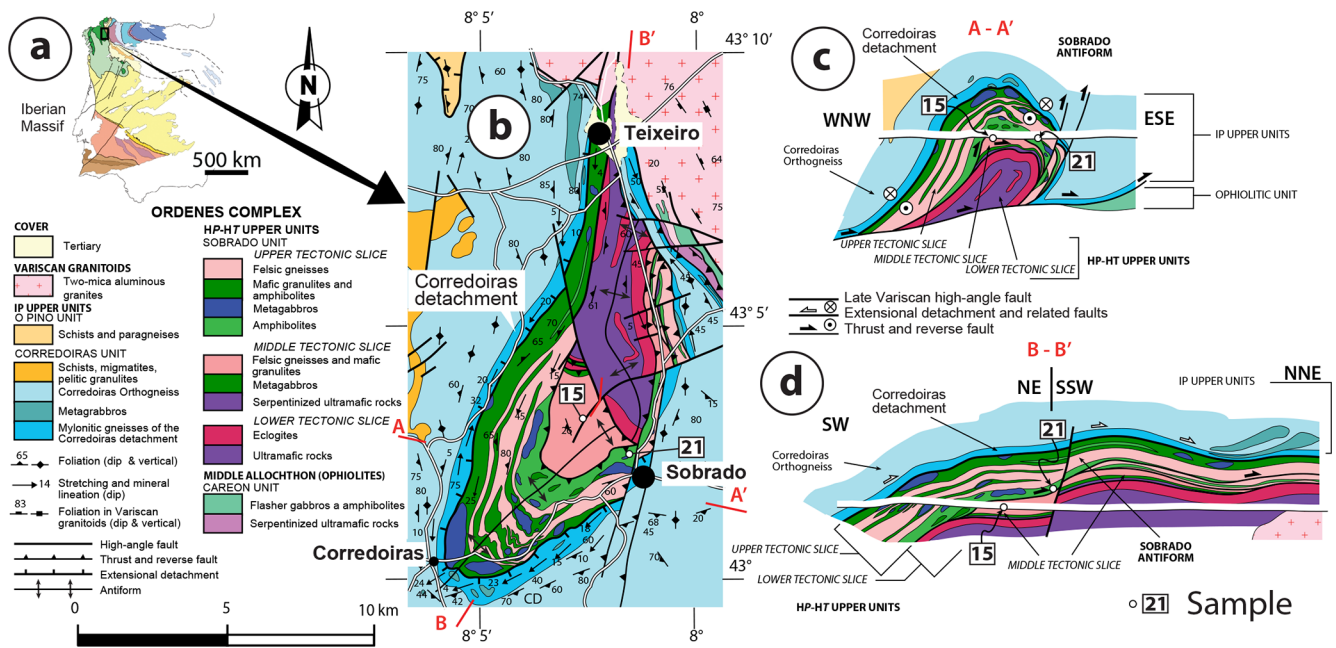 a
Iberian
Massif
500 km
N
ORDENES COMPLEX
COVER
Tertiary
VARISCAN GRANITOIDS
Two-mica aluminous
granites
IP UPPER UNITS
O PINO UNIT
Schists and paragneises
CORREDOIRAS UNIT
Schists, migmatites,
pelitic granulites
Corredoiras Orthogneiss
Metagrabbros
Mylonitic gneisses of the
Corredoiras detachment
65
Foliation (dip & vertical)
14
Stretching and mineral
lineation (dip)
83
Foliation in Variscan
granitoids (dip & vertical)
High-angle fault
Thrust and reverse fault
Extensional detachment
Antiform
0
5
10 km
HP-HT UPPER UNITS
SOBRADO UNIT
UPPER TECTONIC SLICE
Felsic gneisses
Mafic granulites and
amphibolites
Metagabbros
Amphibolites
MIDDLE TECTONIC SLICE
Felsic gneisses and mafic
granulites
Metagabbros
Serpentinized ultramafic rocks
LOWER TECTONIC SLICE
Eclogites
Ultramafic rocks
MIDDLE ALLOCHTHON (OPHIOLITES)
CAREON UNIT
Flasher gabbros a amphibolites
Serpentinized ultramafic rocks
8° 5’
8°
B’
43° 10’
b
Teixeiro
Corredoiras
detachment
43° 5’
15
A
21
Sobrado
A’
Corredoiras
43°
B
CD
8° 5’
8°
c
Corredoiras
detachment
A - A’
SOBRADO
ANTIFORM
15
WNW
ESE
21
Corredoiras
Orthogneiss
IP UPPER UNITS
OPHIOLITIC UNIT
UPPER TECTONIC SLICE
MIDDLE TECTONIC SLICE
LOWER TECTONIC SLICE
HP-HT UPPER UNITS
Late Variscan high-angle fault
Extensional detachment and related faults
Thrust and reverse fault
B - B’
d
NE
SSW
IP UPPER UNITS
NNE
SW
Corredoiras
detachment
21
Corredoiras
Orthogneiss
15
UPPER TECTONIC SLICE
LOWER TECTONIC SLICE
MIDDLE TECTONIC SLICE
SOBRADO
ANTIFORM
HP-HT UPPER UNITS
21
Sample